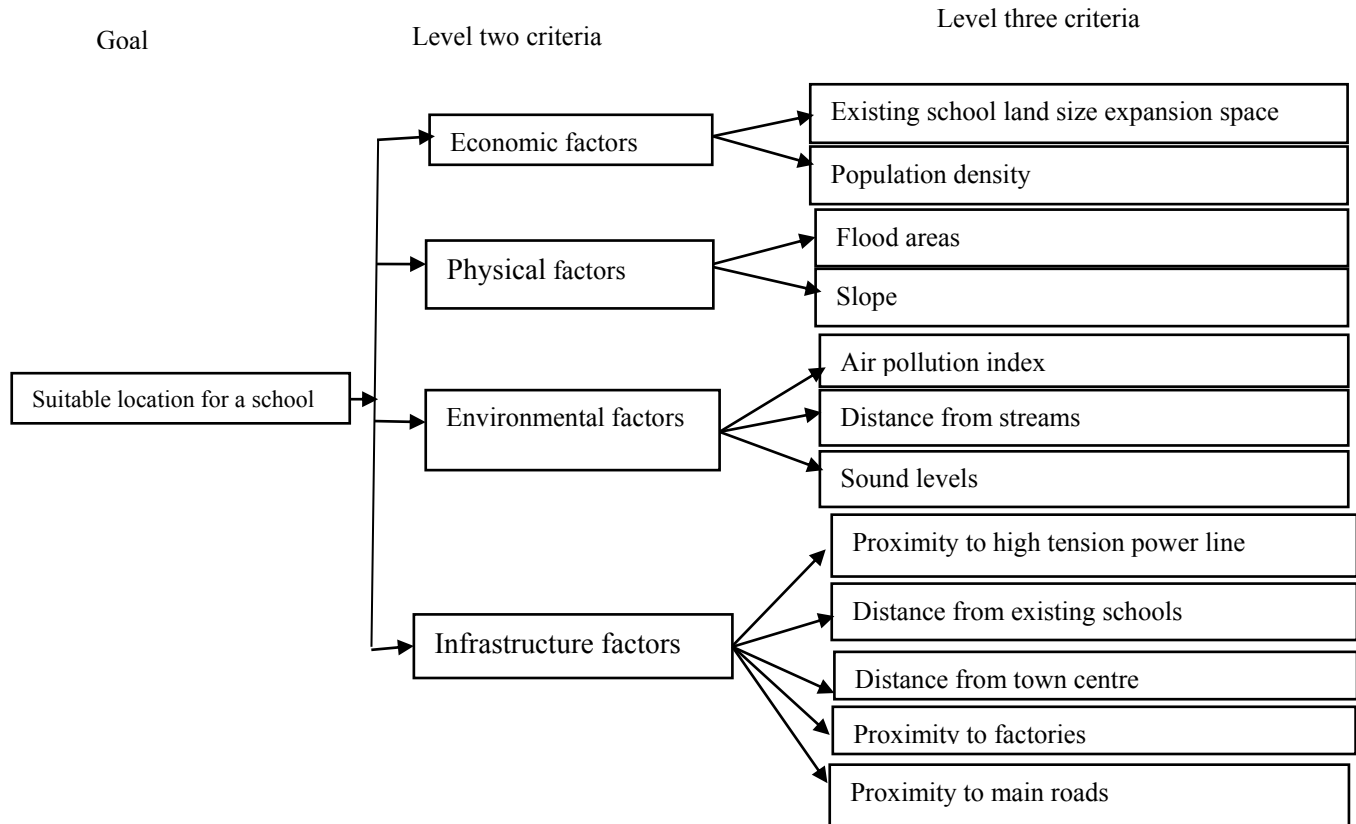 Goal
Level two criteria
Level three criteria
Existing school land size expansion space
Economic factors
Population density
Flood areas
Physical factors
Slope
Air pollution index
Suitable location for a school
Environmental factors
Distance from streams
Sound levels
Proximity to high tension power line
Distance from existing schools
Infrastructure factors
Distance from town centre
Proximity to factories
Proximity to main roads